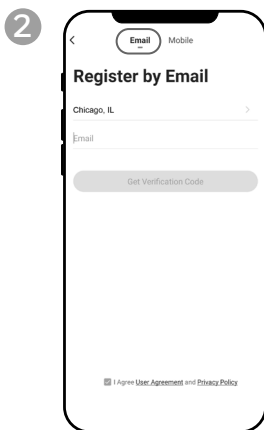 2
Email Mobile
Register by Email
Chicago, IL
Email
Get Verification Code
I Agree User Agreement and Privacy Policy